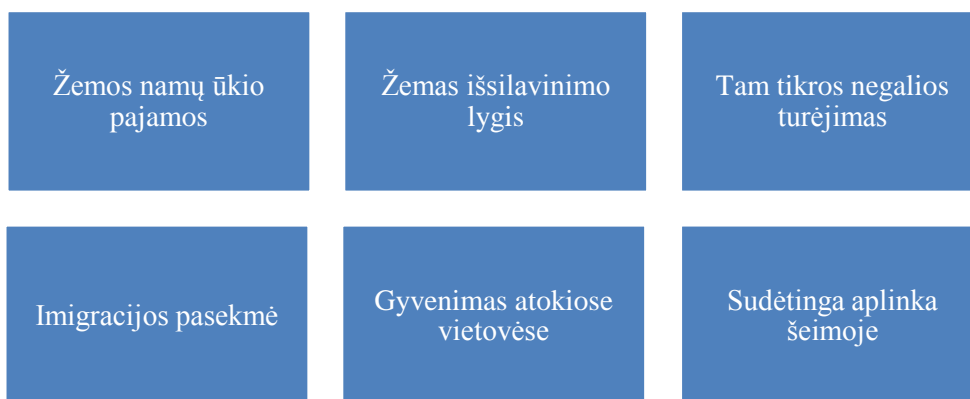 Žemos namų ūkio
pajamos
Žemas išsilavinimo
lygis
Tam tikros negalios
turėjimas
Imigracijos pasekmė
Gyvenimas atokiose
vietovėse
Sudėtinga aplinka
šeimoje